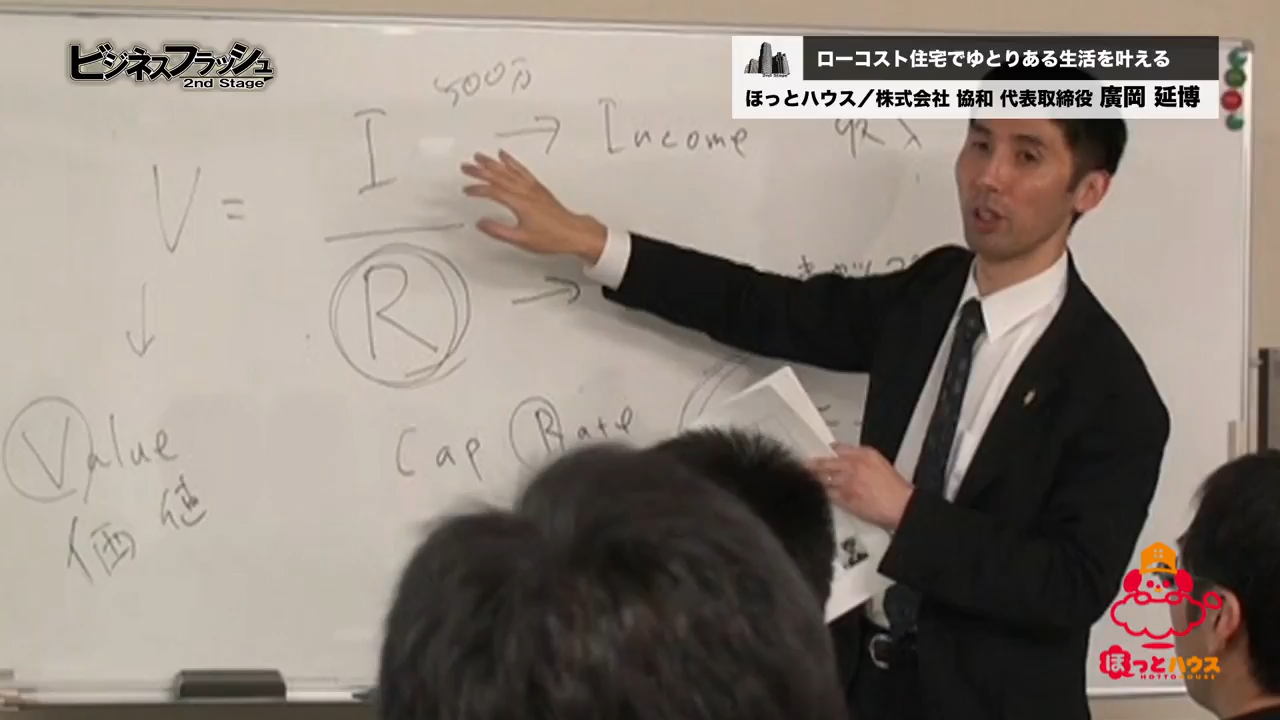 ビジネスフラッシュ
2nd Stage
2nd Stage
ローコスト住宅でゆとりある生活を叶える
ほっとハウス／株式会社 協和 代表取締役 廣岡 延博
500万
V = I → Income 収入
R →
Value
価値
Cap Rate
ほっとハウス
HOTTO HOUSE